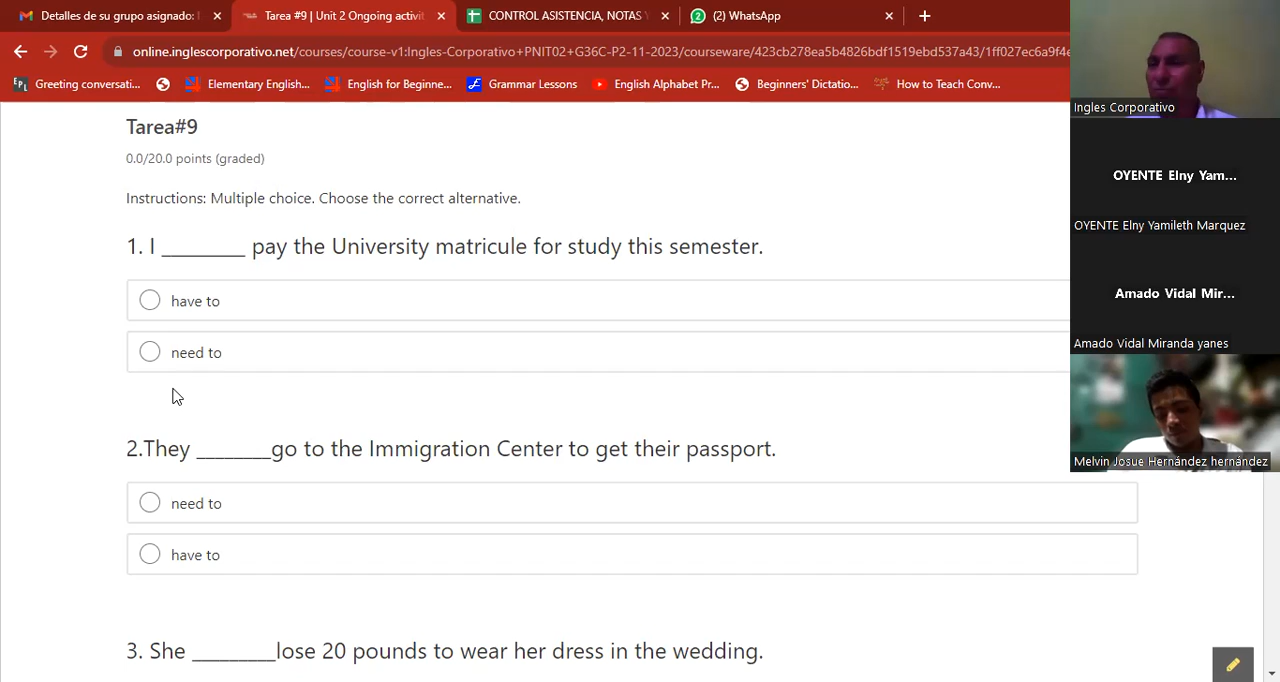 Detalles de su grupo asignado:
Tarea #9 | Unit 2 Ongoing activit
CONTROL ASISTENCIA, NOTAS
(2) WhatsApp
online.inglescorporativo.net/courses/course-v1:Ingles-Corporativo+PNIT02+G36C-P2-11-2023/courseware/423cb278ea5b4826bdf1519ebd537a43/1ff027ec6a9f4e
Greeting conversati...
Elementary English...
English for Beginne...
Grammar Lessons
English Alphabet Pr...
Beginners' Dictatio...
How to Teach Conv...
Tarea#9
0.0/20.0 points (graded)
Instructions: Multiple choice. Choose the correct alternative.
1. I ________ pay the University matricule for study this semester.
have to
need to
2.They _______go to the Immigration Center to get their passport.
need to
have to
3. She ________lose 20 pounds to wear her dress in the wedding.
Ingles Corporativo
OYENTE Elny Yam...
OYENTE Elny Yamileth Marquez
Amado Vidal Mir...
Amado Vidal Miranda yanes
Melvin Josue Hernández hernández